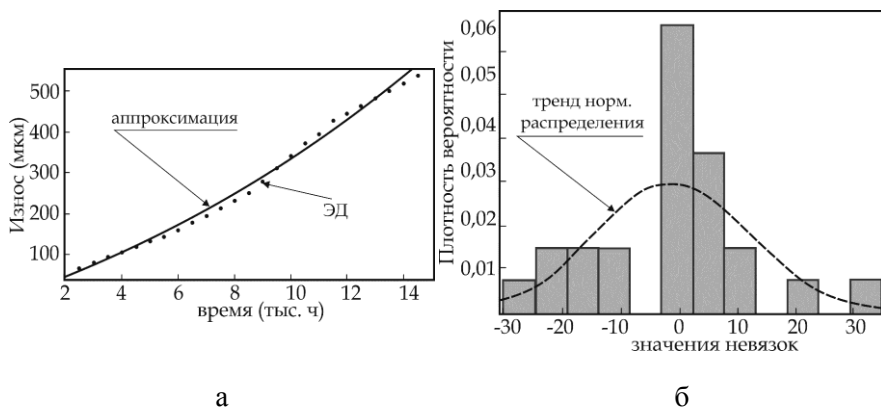 Износ (мкм)
500
400
300
200
100
аппроксимация
ЭД
2
4
6
8
10
12
14
время (тыс. ч)
а
Плотность вероятности
0,06
0,05
0,04
0,03
0,02
0,01
тренд норм.
распределения
-30
-20
-10
0
10
20
30
значения невязок
б